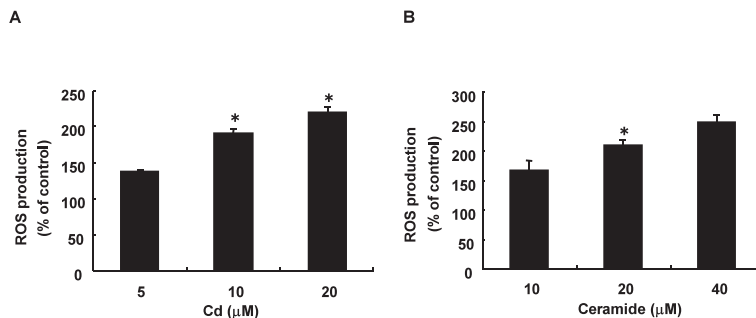 A
ROS production
(% of control)
250
200
150
100
50
0
*
*
5 10 20
Cd (μM)
B
ROS production
(% of control)
300
250
200
150
100
50
0
*
10 20 40
Ceramide (μM)